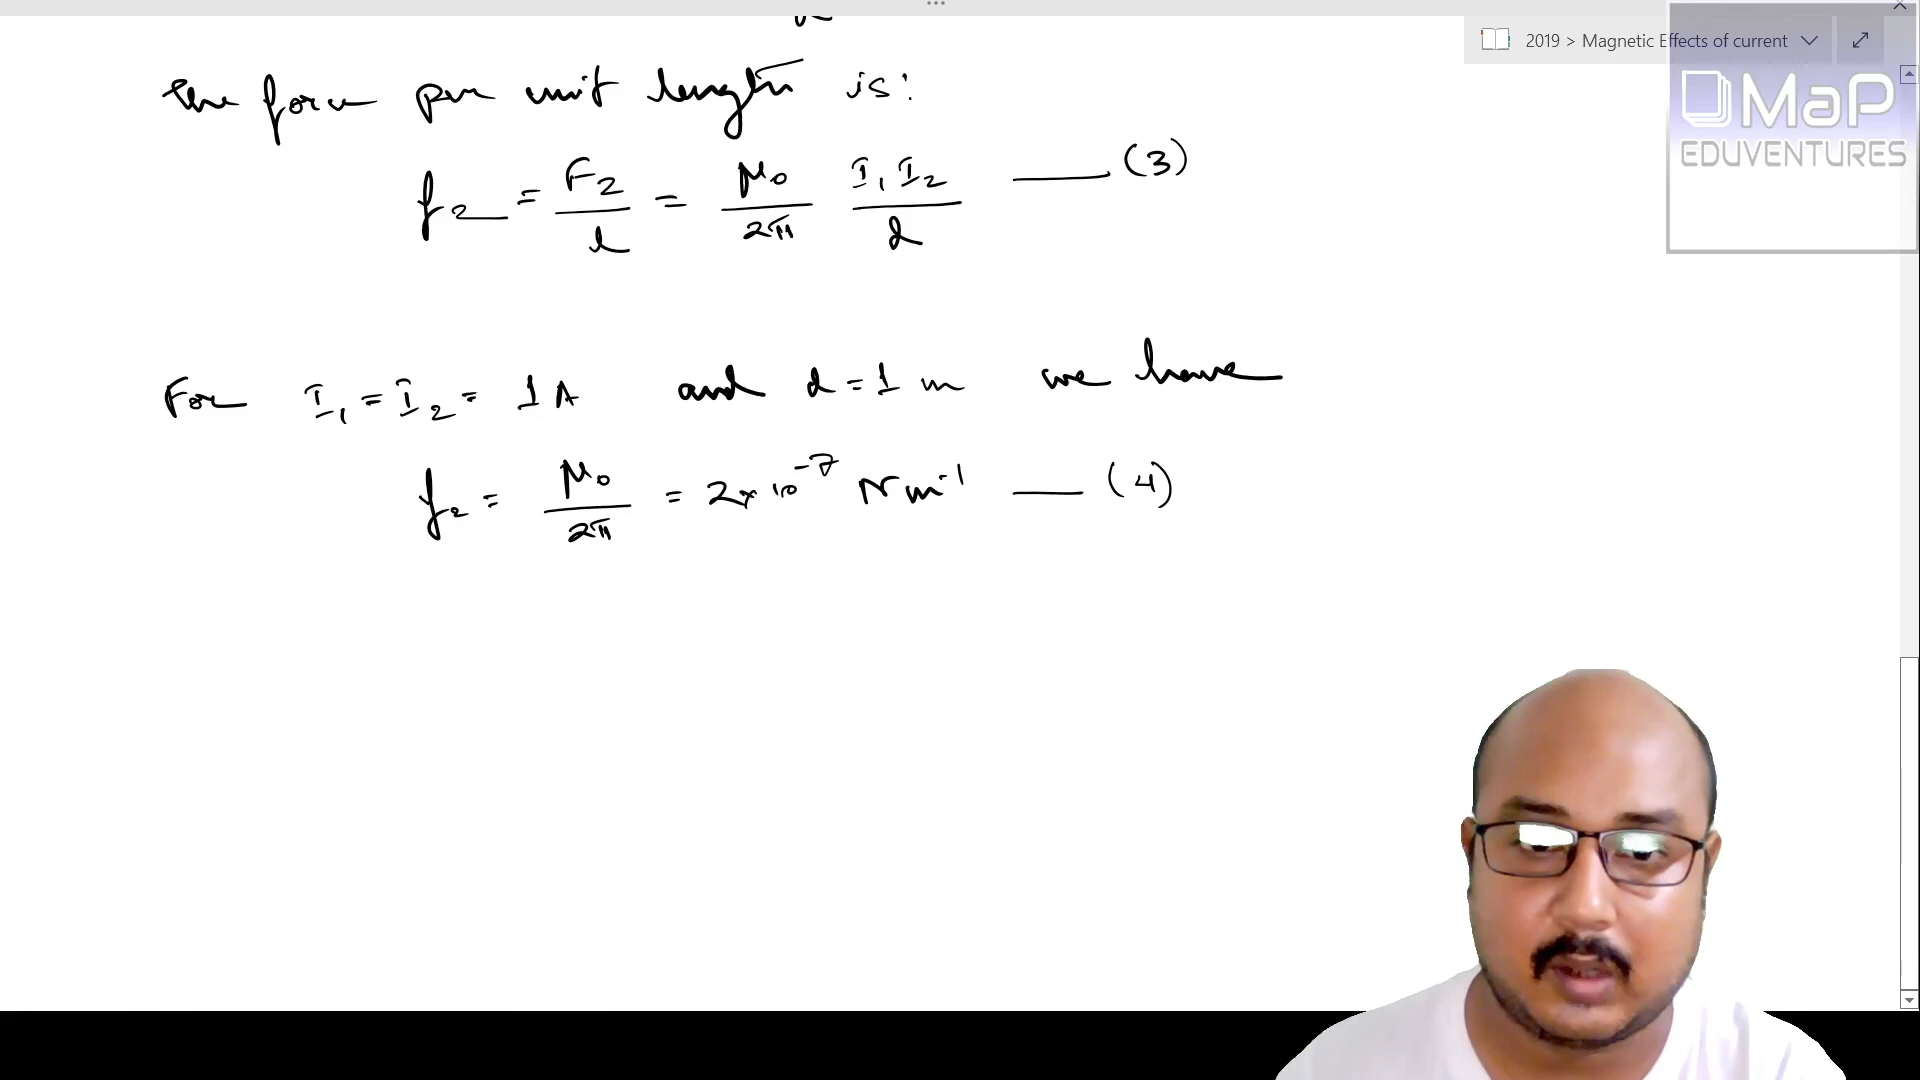 2019 > Magnetic Effects of current
MaP
EDUVENTURES
the force per unit length is:
f₂ = F₂/l = μ₀/2π I₁I₂/d —— (3)
For I₁ = I₂ = 1 A and d = 1 m we have
f₂ = μ₀/2π = 2×10⁻⁷ Nm⁻¹ —— (4)